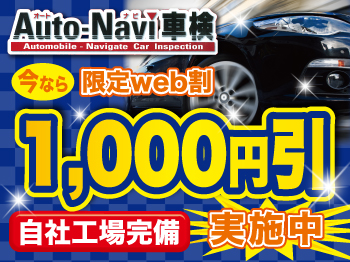 オート ナビ
Auto-Navi車検
Automobile - Navigate Car Inspection
今なら 限定web割
1,000円引
自社工場完備 実施中